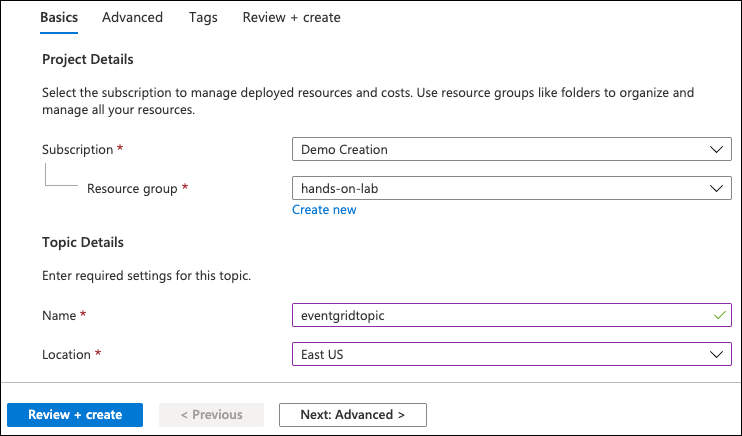 Basics Advanced Tags Review + create
Project Details
Select the subscription to manage deployed resources and costs. Use resource groups like folders to organize and
manage all your resources.
Subscription * Demo Creation
Resource group * hands-on-lab
Create new
Topic Details
Enter required settings for this topic.
Name * eventgridtopic
Location * East US
Review + create < Previous Next: Advanced >